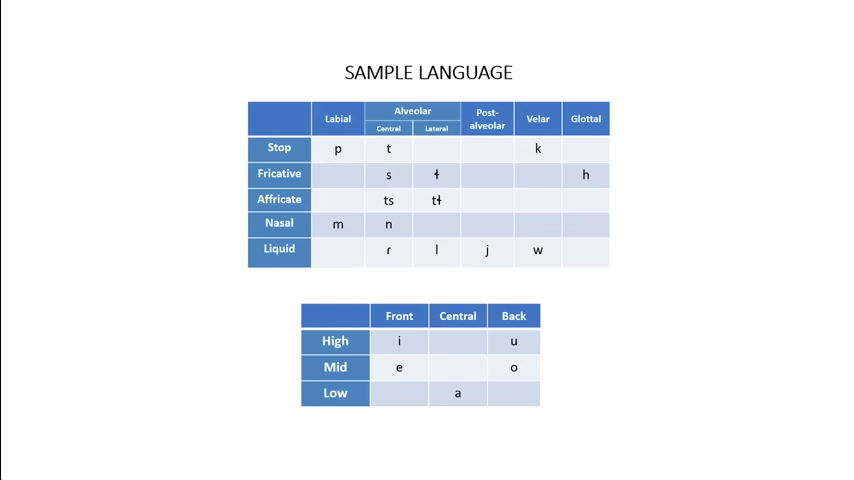 SAMPLE LANGUAGE
Labial Alveolar Post-alveolar Velar Glottal
Central Lateral
Stop p t k
Fricative s ɬ h
Affricate ts tɬ
Nasal m n
Liquid ɾ l j w
Front Central Back
High i u
Mid e o
Low a